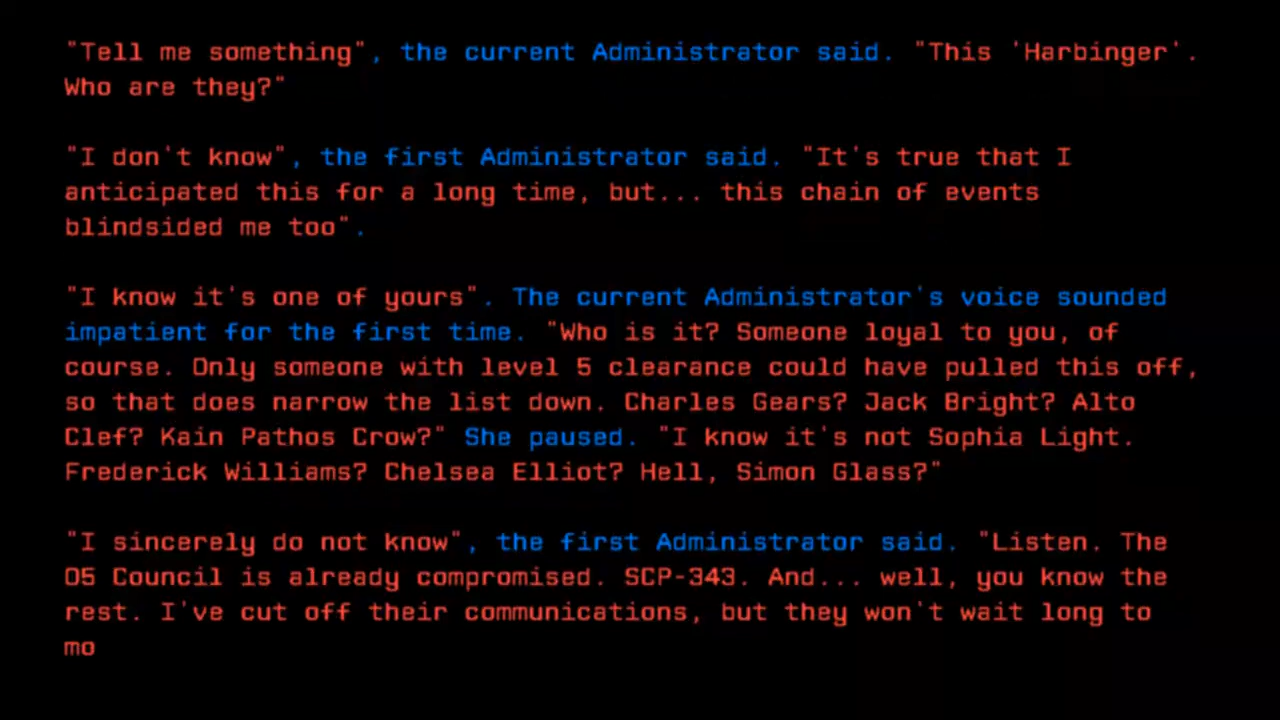 "Tell me something", the current Administrator said. "This 'Harbinger'.
Who are they?"
"I don't know", the first Administrator said. "It's true that I
anticipated this for a long time, but... this chain of events
blindsided me too".
"I know it's one of yours". The current Administrator's voice sounded
impatient for the first time. "Who is it? Someone loyal to you, of
course. Only someone with level 5 clearance could have pulled this off,
so that does narrow the list down. Charles Gears? Jack Bright? Alto
Clef? Kain Pathos Crow?" She paused. "I know it's not Sophia Light.
Frederick Williams? Chelsea Elliot? Hell, Simon Glass?"
"I sincerely do not know", the first Administrator said. "Listen. The
O5 Council is already compromised. SCP-343. And... well, you know the
rest. I've cut off their communications, but they won't wait long to
mo